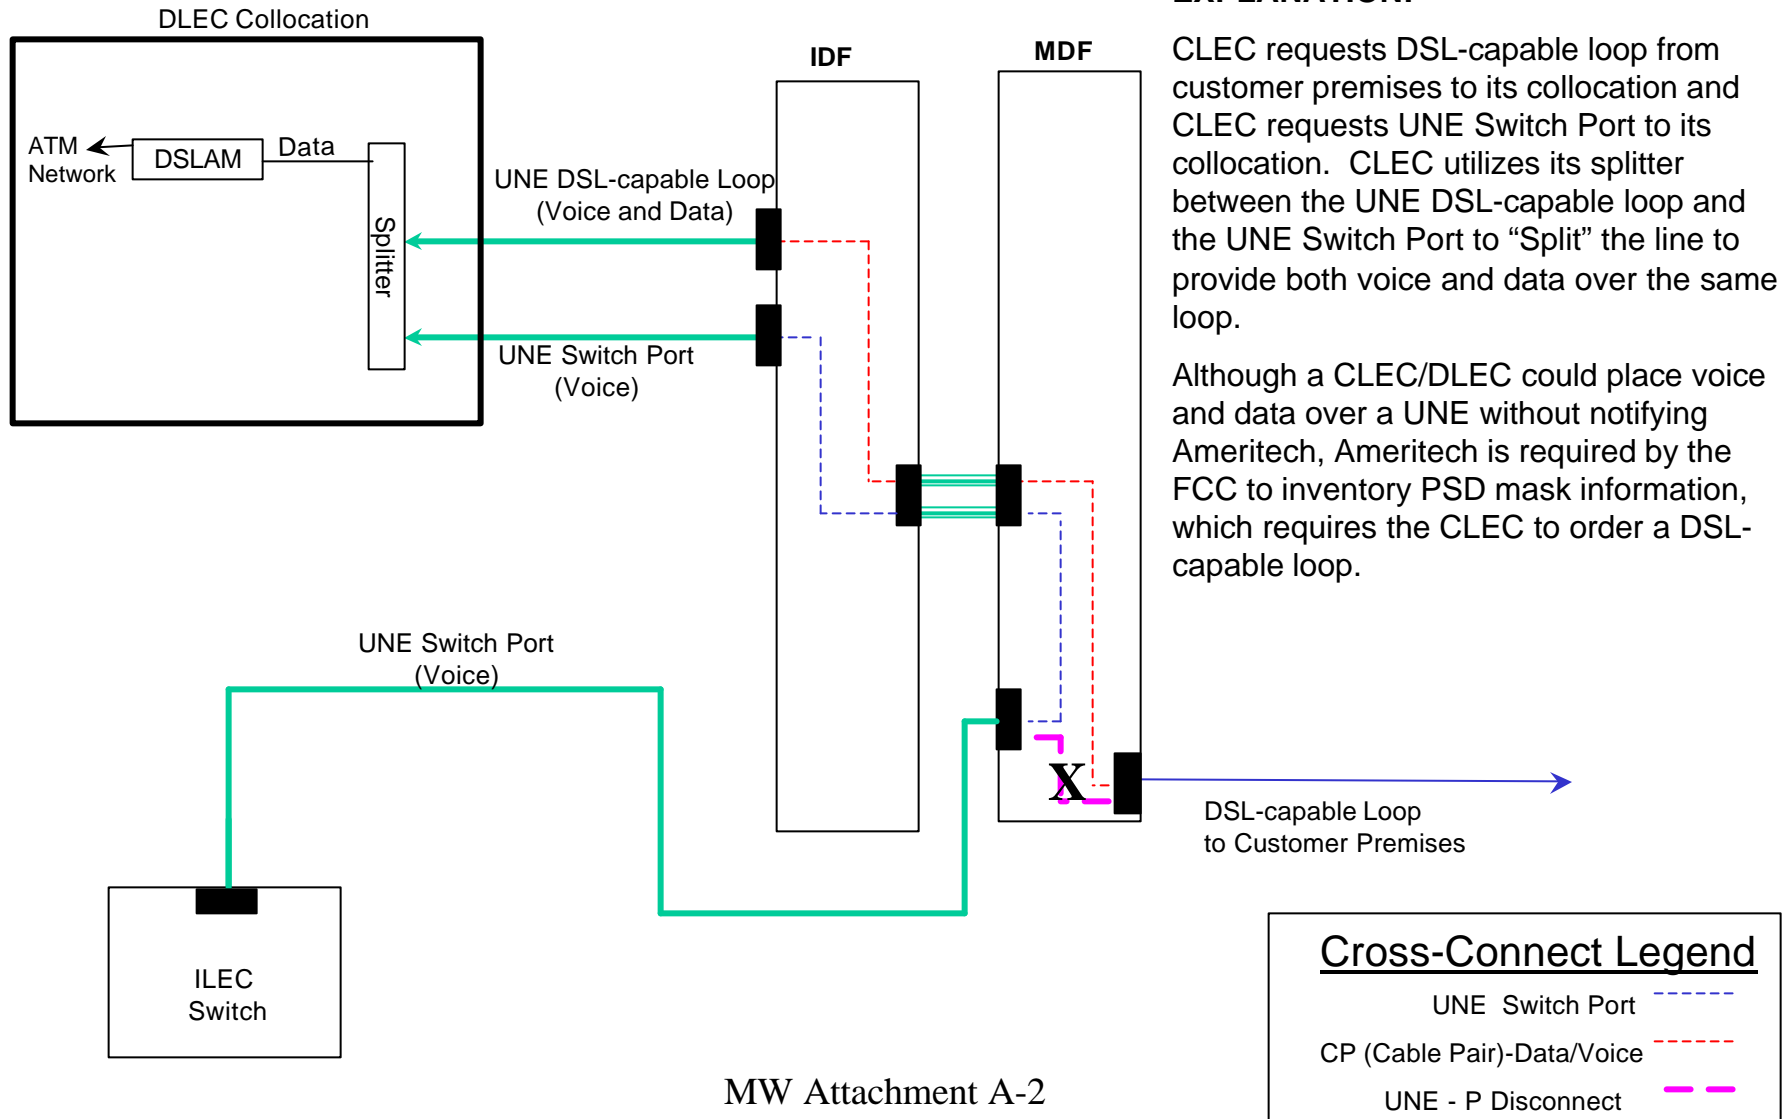 DLEC Collocation
IDF
MDF
ATM
Network
DSLAM
Data
Splitter
UNE DSL-capable Loop
(Voice and Data)
UNE Switch Port
(Voice)
EXPLANATION:
CLEC requests DSL-capable loop from
customer premises to its collocation and
CLEC requests UNE Switch Port to its
collocation. CLEC utilizes its splitter
between the UNE DSL-capable loop and
the UNE Switch Port to “Split” the line to
provide both voice and data over the same
loop.
Although a CLEC/DLEC could place voice
and data over a UNE without notifying
Ameritech, Ameritech is required by the
FCC to inventory PSD mask information,
which requires the CLEC to order a DSL-
capable loop.
UNE Switch Port
(Voice)
X
DSL-capable Loop
to Customer Premises
ILEC
Switch
Cross-Connect Legend
UNE Switch Port
CP (Cable Pair)-Data/Voice
UNE - P Disconnect
MW Attachment A-2